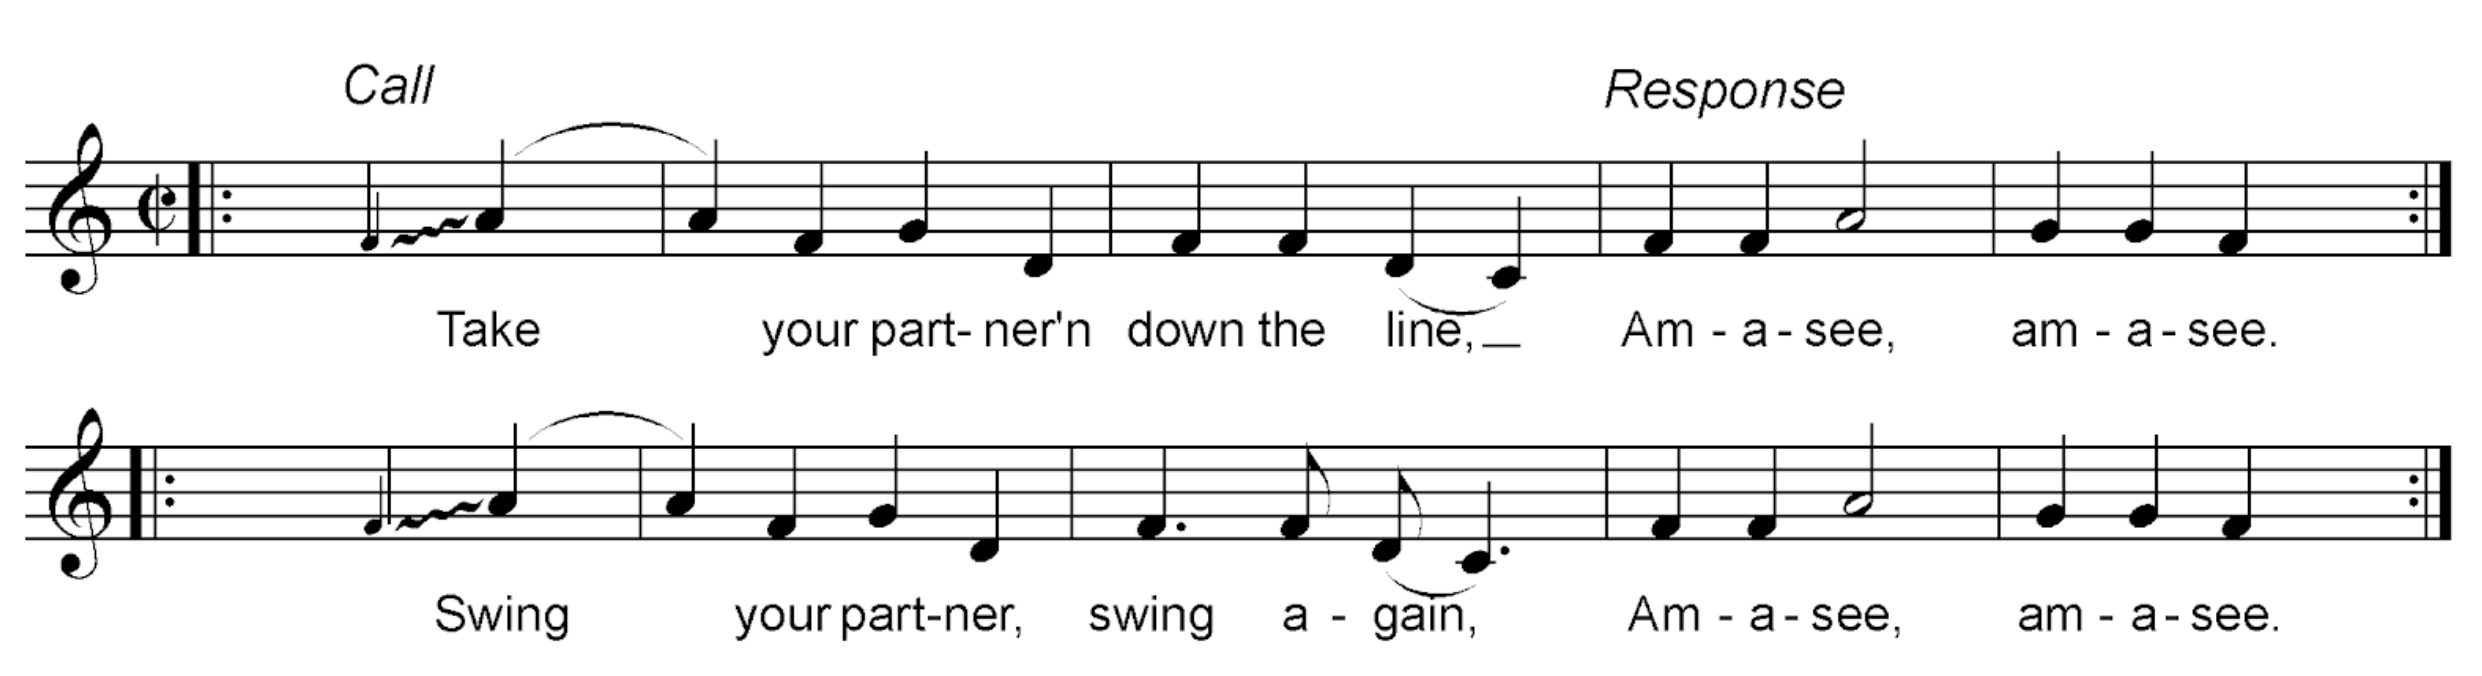 Call Response
Take your part- ner'n down the line,_ Am - a - see, am - a - see.
Swing your part-ner, swing a - gain, Am - a - see, am - a - see.